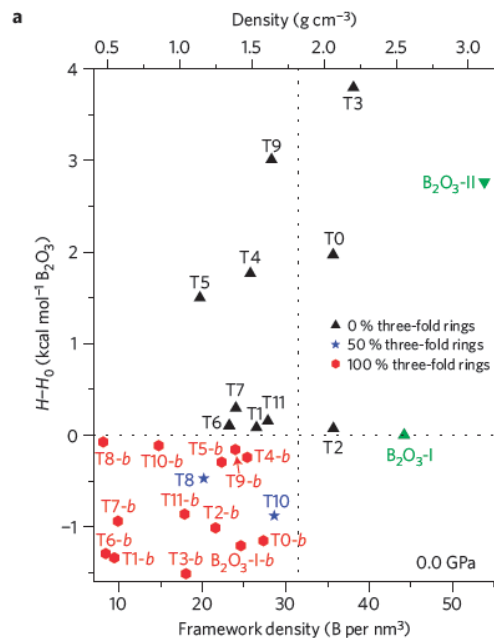 a
Density (g cm⁻³)
0.5 1.0 1.5 2.0 2.5 3.0
4
T3
T9
3
B₂O₃-II
T0
2
T4
T5
▲ 0 % three-fold rings
★ 50 % three-fold rings
⬢ 100 % three-fold rings
1
T7
T6 T1 T11
0
T8-b T10-b T5-b T4-b T2 B₂O₃-I
T8 T9-b
T11-b T10
T7-b T2-b
−1
T6-b T0-b
T1-b T3-b B₂O₃-I-b
0.0 GPa
10 20 30 40 50
Framework density (B per nm³)
H–H₀ (kcal mol⁻¹ B₂O₃)